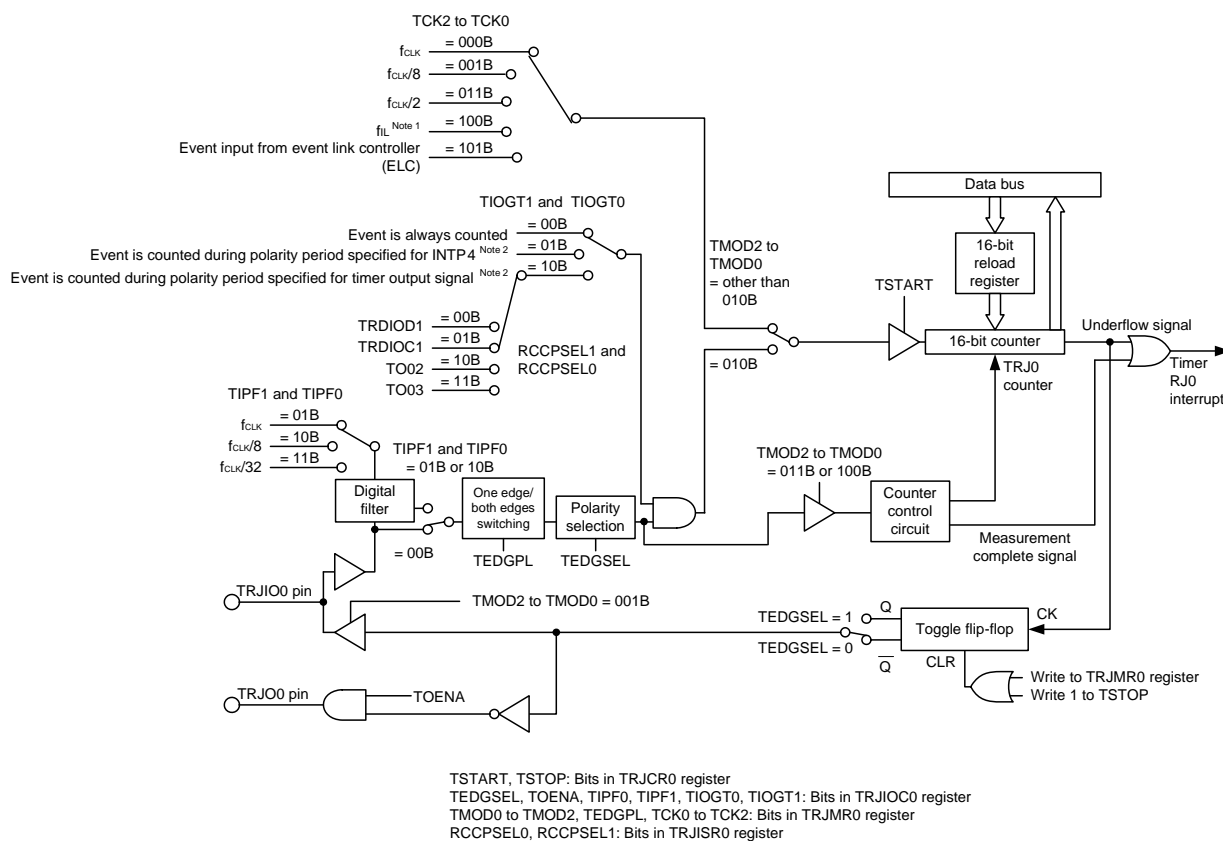 TCK2 to TCK0
fCLK
= 000B
fCLK/8
= 001B
fCLK/2
= 011B
fIL Note 1
= 100B
Event input from event link controller
(ELC)
= 101B
Data bus
TIOGT1 and TIOGT0
Event is always counted
= 00B
Event is counted during polarity period specified for INTP4 Note 2
= 01B
Event is counted during polarity period specified for timer output signal Note 2
= 10B
TMOD2 to
TMOD0
= other than
010B
16-bit
reload
register
TSTART
TRDIOD1
= 00B
TRDIOC1
= 01B
TO02
= 10B
TO03
= 11B
RCCPSEL1 and
RCCPSEL0
16-bit counter
Underflow signal
= 010B
TRJ0
counter
Timer
RJ0
interrupt
TIPF1 and TIPF0
fCLK
= 01B
fCLK/8
= 10B
fCLK/32
= 11B
TIPF1 and TIPF0
= 01B or 10B
TMOD2 to TMOD0
= 011B or 100B
Digital
filter
One edge/
both edges
switching
Polarity
selection
Counter
control
circuit
= 00B
TEDGPL
TEDGSEL
Measurement
complete signal
TRJIO0 pin
TMOD2 to TMOD0 = 001B
TEDGSEL = 1
Q
Toggle flip-flop
CK
TEDGSEL = 0
Q
CLR
Write to TRJMR0 register
Write 1 to TSTOP
TRJO0 pin
TOENA
TSTART, TSTOP: Bits in TRJCR0 register
TEDGSEL, TOENA, TIPF0, TIPF1, TIOGT0, TIOGT1: Bits in TRJIOC0 register
TMOD0 to TMOD2, TEDGPL, TCK0 to TCK2: Bits in TRJMR0 register
RCCPSEL0, RCCPSEL1: Bits in TRJISR0 register